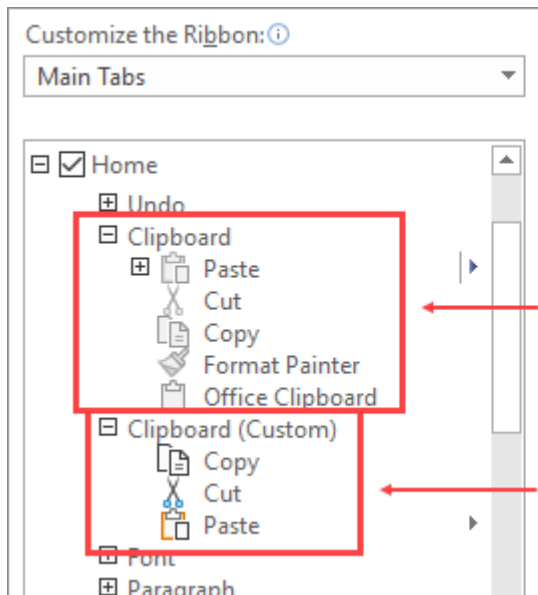 Customize the Ribbon:
Main Tabs
Home
Undo
Clipboard
Paste
Cut
Copy
Format Painter
Office Clipboard
Clipboard (Custom)
Copy
Cut
Paste
Font
Paragraph